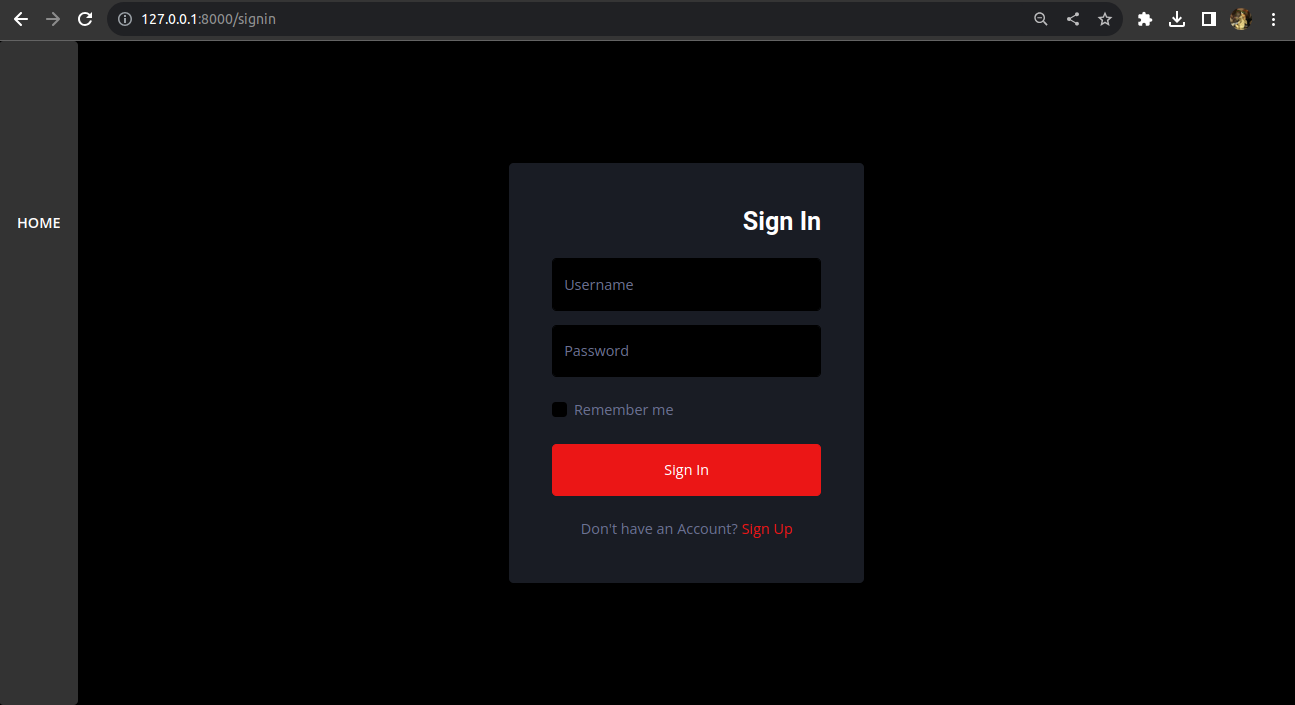 127.0.0.1:8000/signin
HOME
Sign In
Username
Password
Remember me
Sign In
Don't have an Account? Sign Up